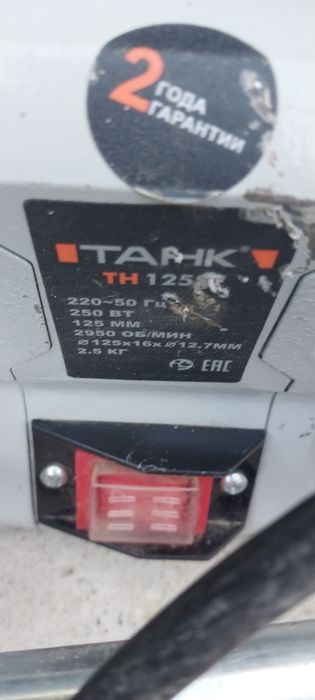 2 ГОДА
ГАРАНТИИ
ТАНК
ТН 125
220~50 Гц
250 ВТ
125 ММ
2950 ОБ/МИН
ø125x16xø12.7ММ
2.5 КГ
ЕАС